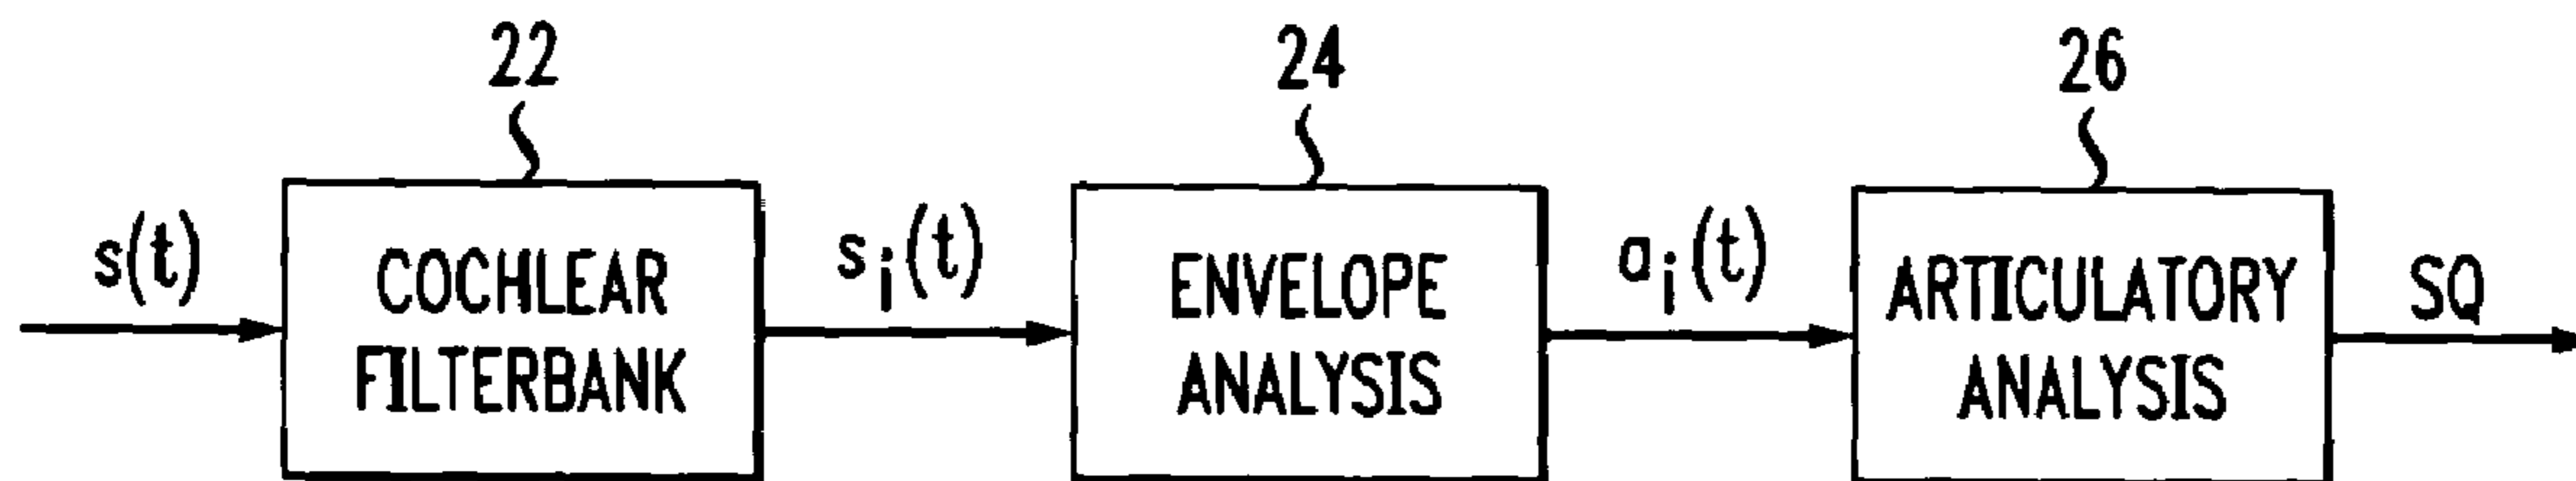 22
24
26
s(t)
COCHLEAR
FILTERBANK
s_i(t)
ENVELOPE
ANALYSIS
a_i(t)
ARTICULATORY
ANALYSIS
SQ